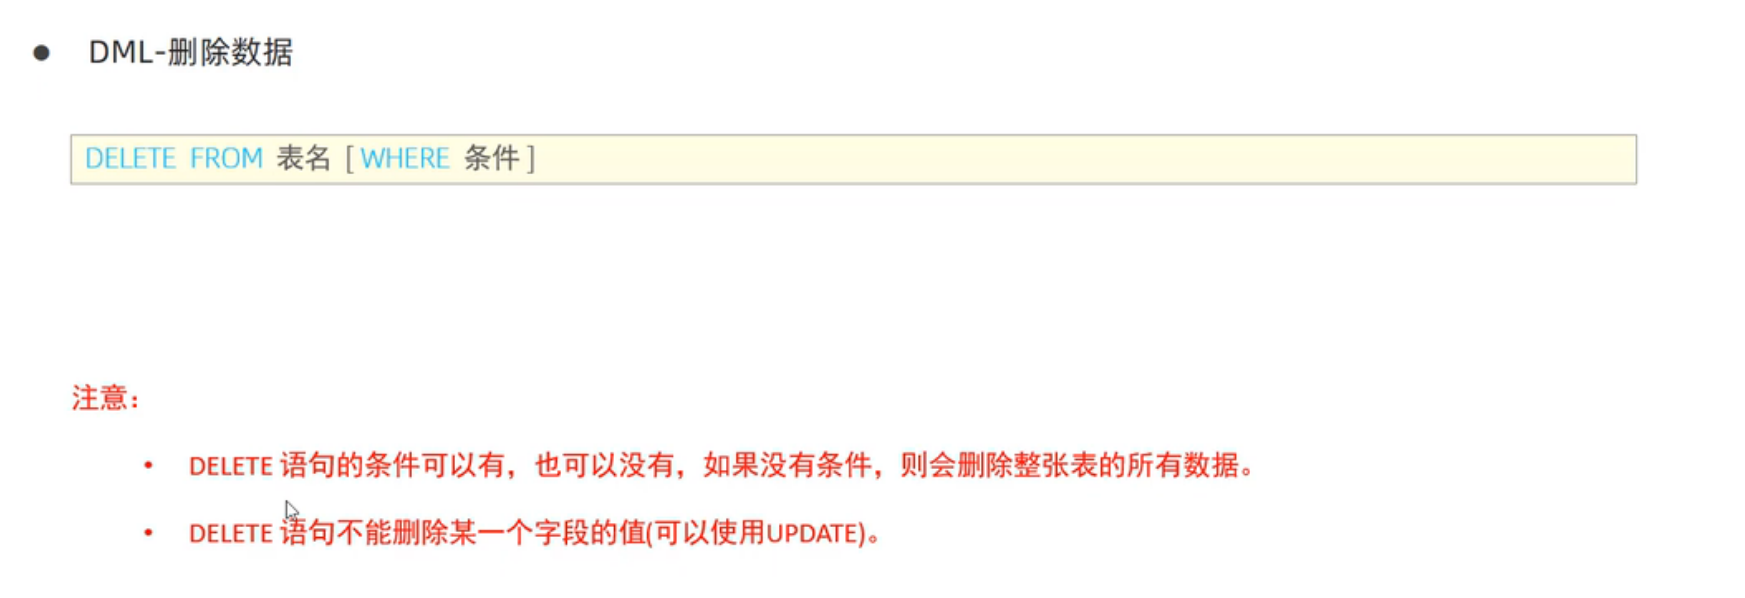 ● DML-删除数据
DELETE FROM 表名 [ WHERE 条件 ]
注意：
• DELETE 语句的条件可以有，也可以没有，如果没有条件，则会删除整张表的所有数据。
• DELETE 语句不能删除某一个字段的值(可以使用UPDATE)。